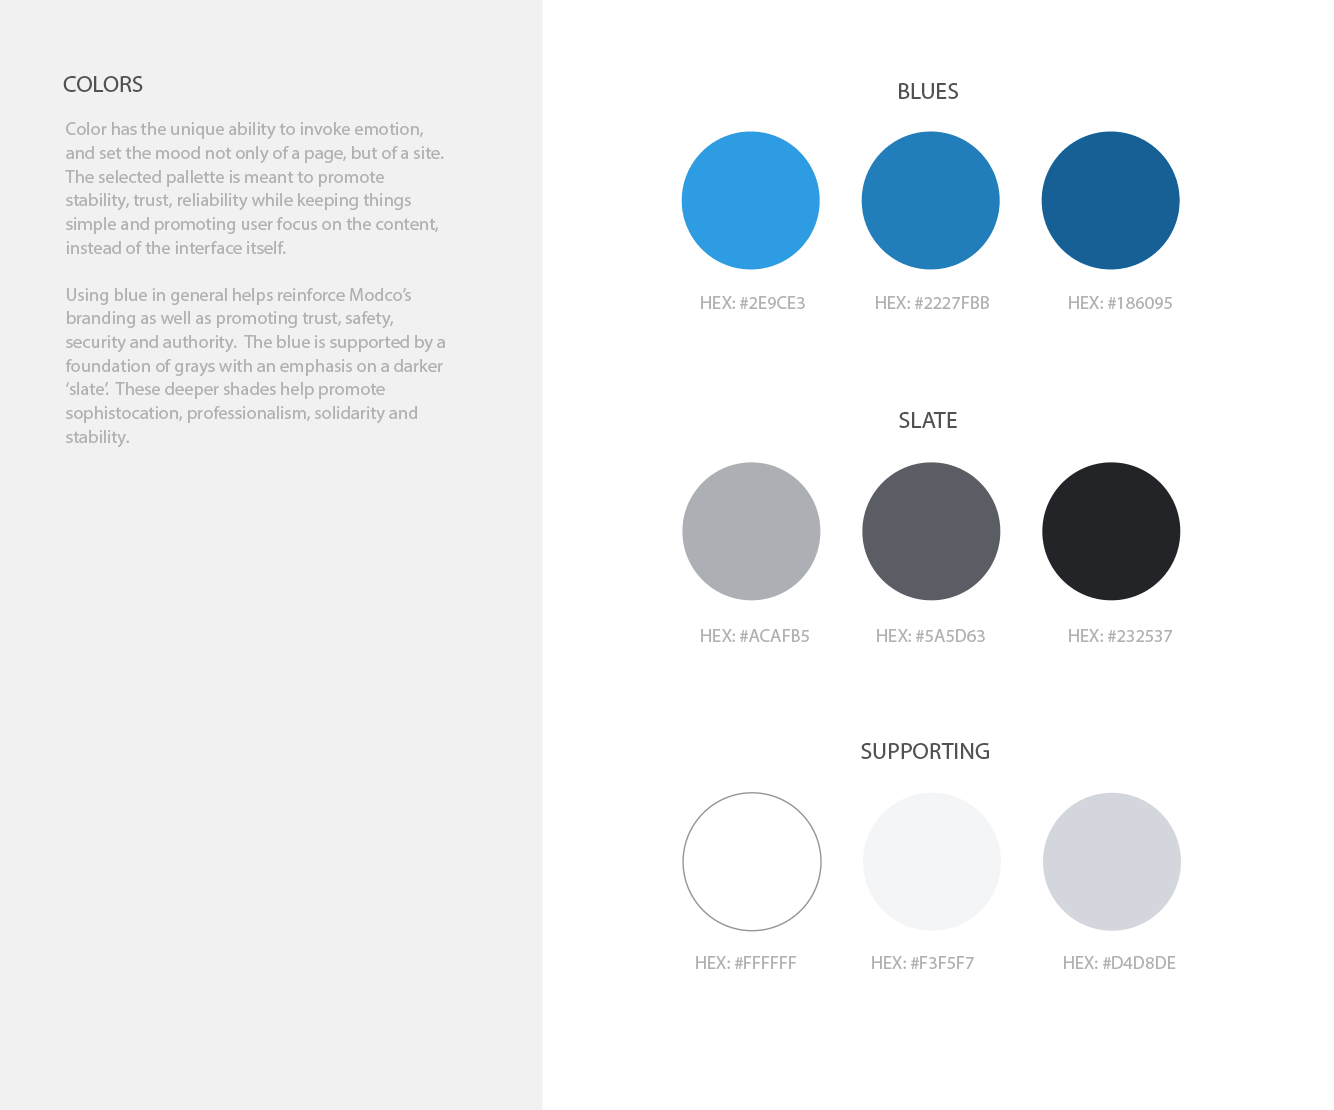 COLORS
Color has the unique ability to invoke emotion,
and set the mood not only of a page, but of a site.
The selected pallette is meant to promote
stability, trust, reliability while keeping things
simple and promoting user focus on the content,
instead of the interface itself.
Using blue in general helps reinforce Modco’s
branding as well as promoting trust, safety,
security and authority.  The blue is supported by a
foundation of grays with an emphasis on a darker
‘slate’.  These deeper shades help promote
sophistocation, professionalism, solidarity and
stability.
BLUES
HEX: #2E9CE3
HEX: #2227FBB
HEX: #186095
SLATE
HEX: #ACAFB5
HEX: #5A5D63
HEX: #232537
SUPPORTING
HEX: #FFFFFF
HEX: #F3F5F7
HEX: #D4D8DE